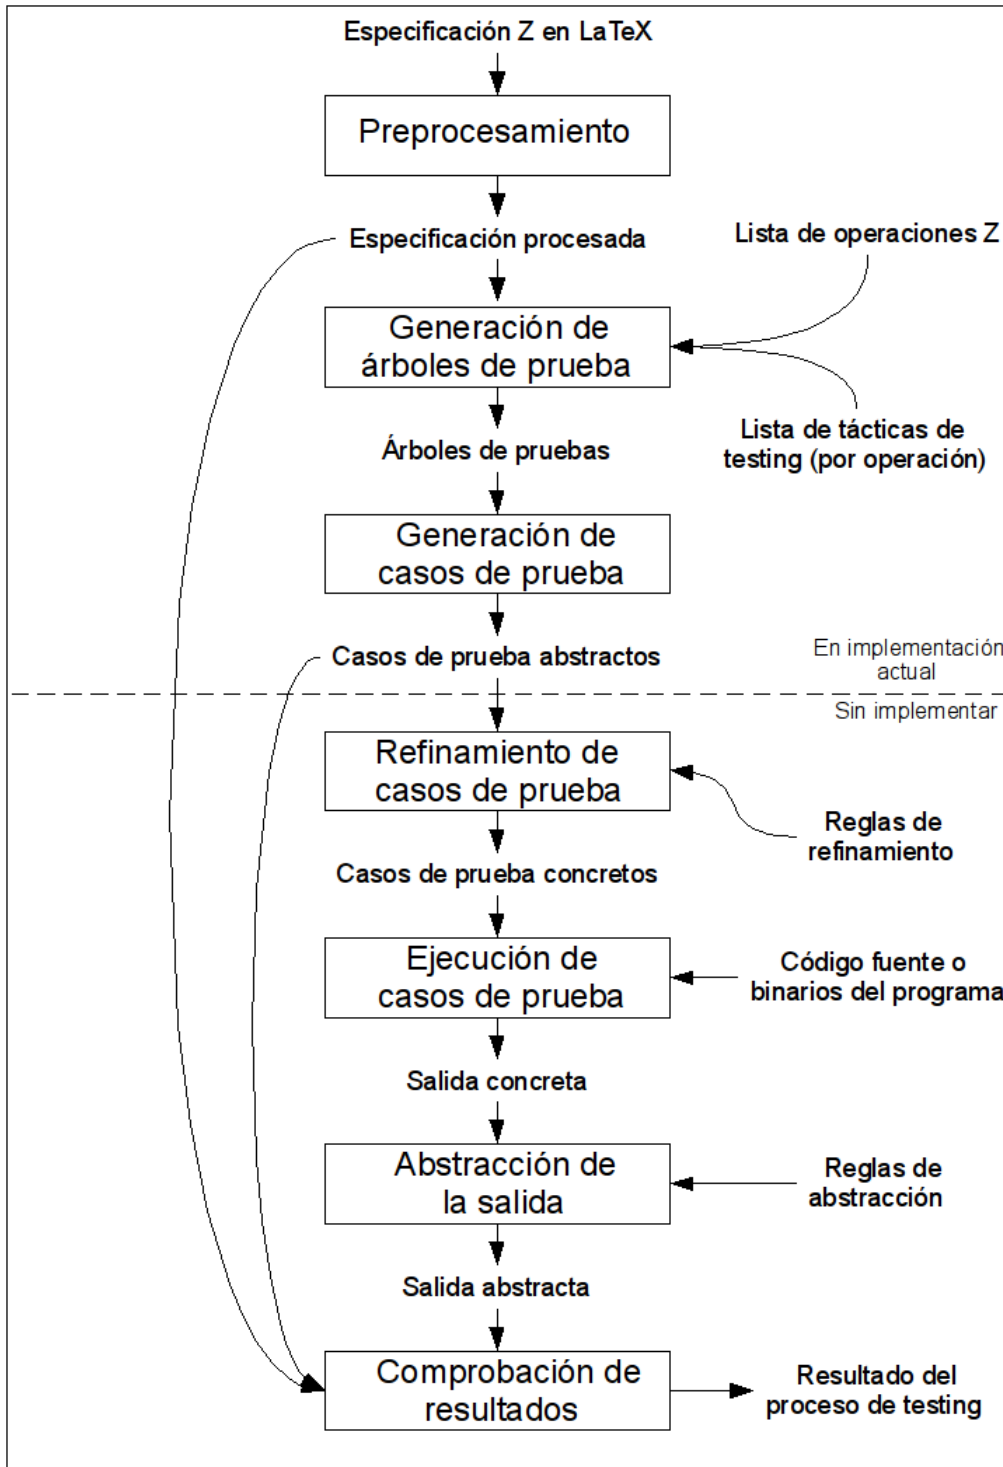 Especificación Z en LaTeX
Preprocesamiento
Especificación procesada
Lista de operaciones Z
Generación de
árboles de prueba
Lista de tácticas de
testing (por operación)
Árboles de pruebas
Generación de
casos de prueba
Casos de prueba abstractos
En implementación
actual
Sin implementar
Refinamiento de
casos de prueba
Reglas de
refinamiento
Casos de prueba concretos
Ejecución de
casos de prueba
Código fuente o
binarios del programa
Salida concreta
Abstracción de
la salida
Reglas de
abstracción
Salida abstracta
Comprobación de
resultados
Resultado del
proceso de testing